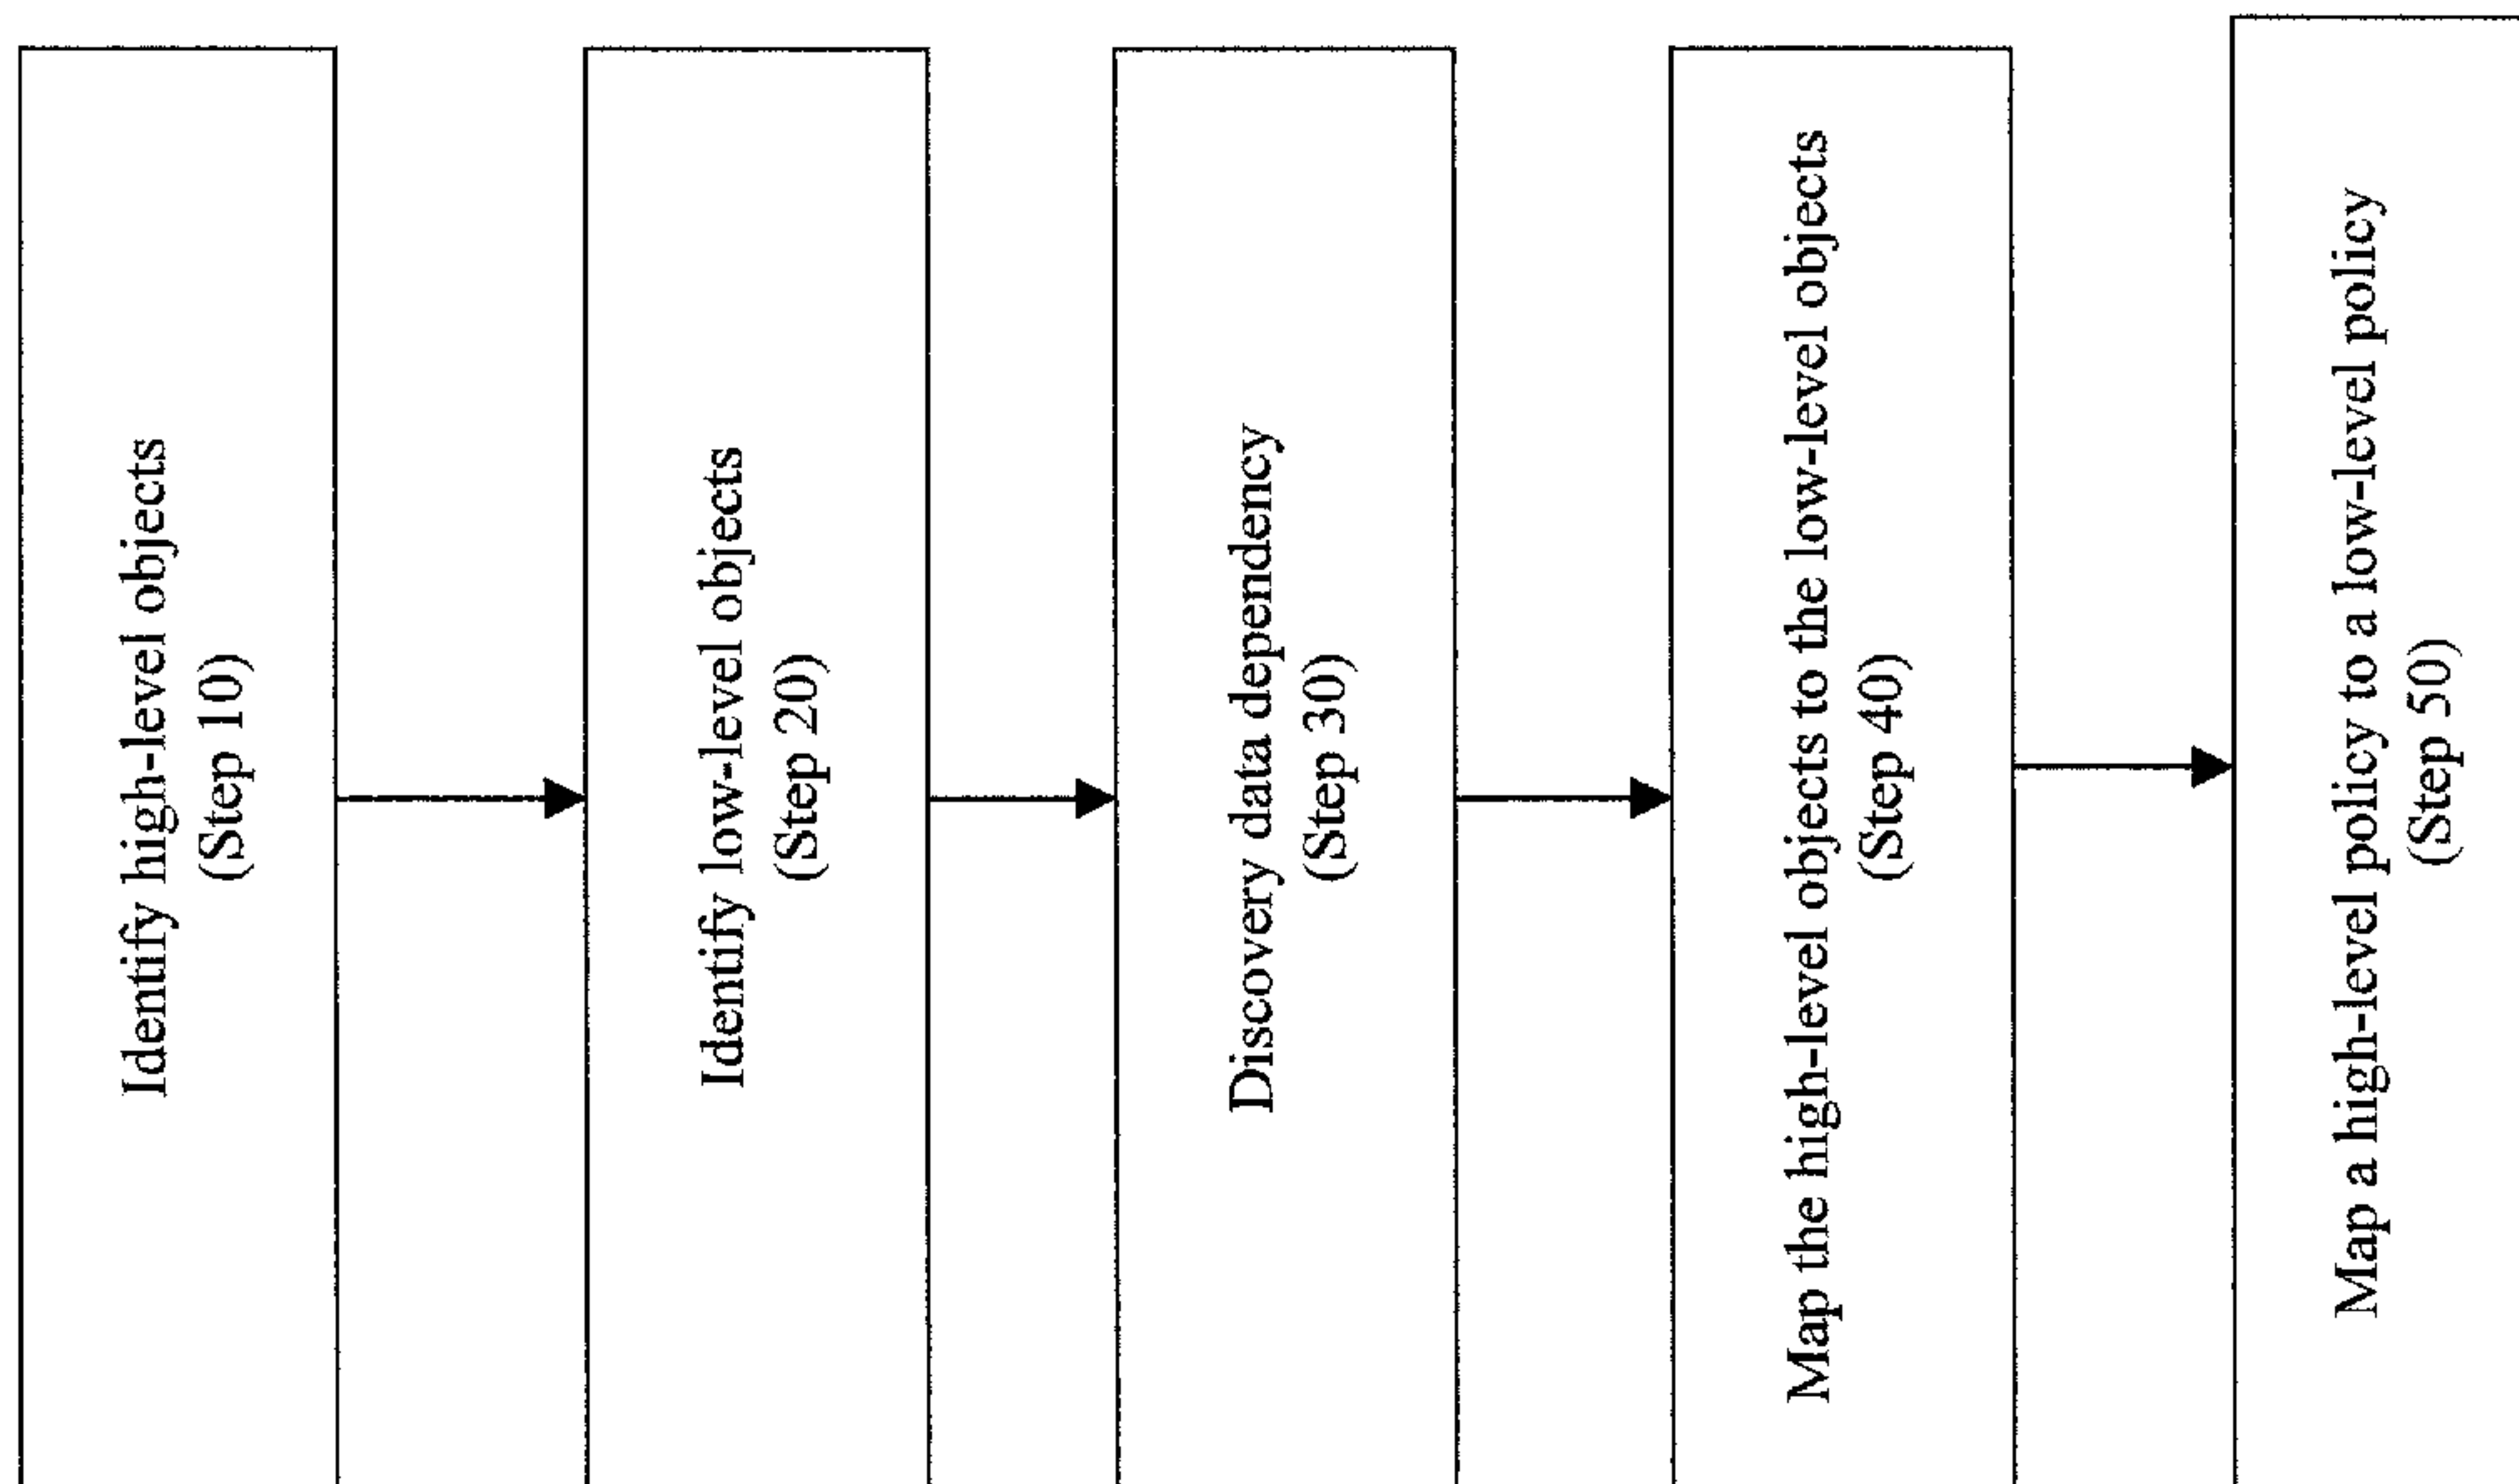 Identify high-level objects
(Step 10)
Identify low-level objects
(Step 20)
Discovery data dependency
(Step 30)
Map the high-level objects to the low-level objects
(Step 40)
Map a high-level policy to a low-level policy
(Step 50)